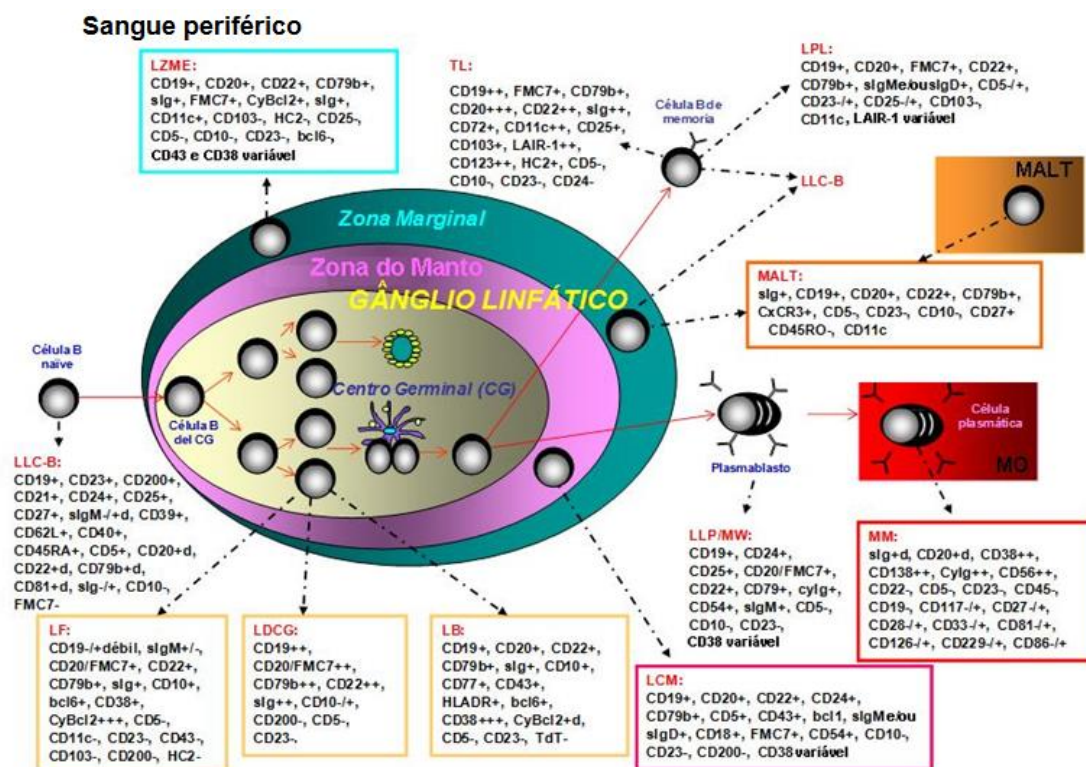 Sangue periférico
LZME:
CD19+, CD20+, CD22+, CD79b+,
sIg+, FMC7+, CyBcl2+, sIg+,
CD11c+, CD103-, HC2-, CD25-,
CD5-, CD10-, CD23-, bcl6-,
CD43 e CD38 variável
TL:
CD19++, FMC7+, CD79b+,
CD20+++, CD22++, sIg++,
CD72+, CD11c++, CD25+,
CD103+, LAIR-1++,
CD123++, HC2+, CD5-,
CD10-, CD23-, CD24-
Célula B de
memoria
LPL:
CD19+, CD20+, FMC7+, CD22+,
CD79b+, sIgMe/ousIgD+, CD5-/+,
CD23-/+, CD25-/+, CD103-,
CD11c, LAIR-1 variável
LLC-B
MALT
MALT:
sIg+, CD19+, CD20+, CD22+, CD79b+,
CxCR3+, CD5-, CD23-, CD10-, CD27+
CD45RO-, CD11c
Zona Marginal
Zona do Manto
GÂNGLIO LINFÁTICO
Centro Germinal (CG)
Célula B
naïve
Célula B
del CG
Plasmablasto
Célula
plasmática
MO
LLC-B:
CD19+, CD23+, CD200+,
CD21+, CD24+, CD25+,
CD27+, sIgM-/+d, CD39+,
CD62L+, CD40+,
CD45RA+, CD5+, CD20+d,
CD22+d, CD79b+d,
CD81+d, sIg-/+, CD10-,
FMC7-
LF:
CD19-/+débil, sIgM+/-,
CD20/FMC7+, CD22+,
CD79b+, sIg+, CD10+,
bcl6+, CD38+,
CyBcl2+++, CD5-,
CD11c-, CD23-, CD43-,
CD103-, CD200-, HC2-
LDCG:
CD19++,
CD20/FMC7++,
CD79b++, CD22++,
sIg++, CD10-/+,
CD200-, CD5-,
CD23-.
LB:
CD19+, CD20+, CD22+,
CD79b+, sIg+, CD10+,
CD77+, CD43+,
HLADR+, bcl6+,
CD38+++, CyBcl2+d,
CD5-, CD23-, TdT-
LLP/MW:
CD19+, CD24+,
CD25+, CD20/FMC7+,
CD22+, CD79+, cyIg+,
CD54+, sIgM+, CD5-,
CD10-, CD23-,
CD38 variável
LCM:
CD19+, CD20+, CD22+, CD24+,
CD79b+, CD5+, CD43+, bcl1, sIgMe/ou
sIgD+, CD18+, FMC7+, CD54+, CD10-,
CD23-, CD200-, CD38 variável
MM:
sIg+d, CD20+d, CD38++,
CD138++, CyIg++, CD56++,
CD22-, CD5-, CD23-, CD45-,
CD19-, CD117-/+, CD27-/+,
CD28-/+, CD33-/+, CD81-/+,
CD126-/+, CD229-/+, CD86-/+